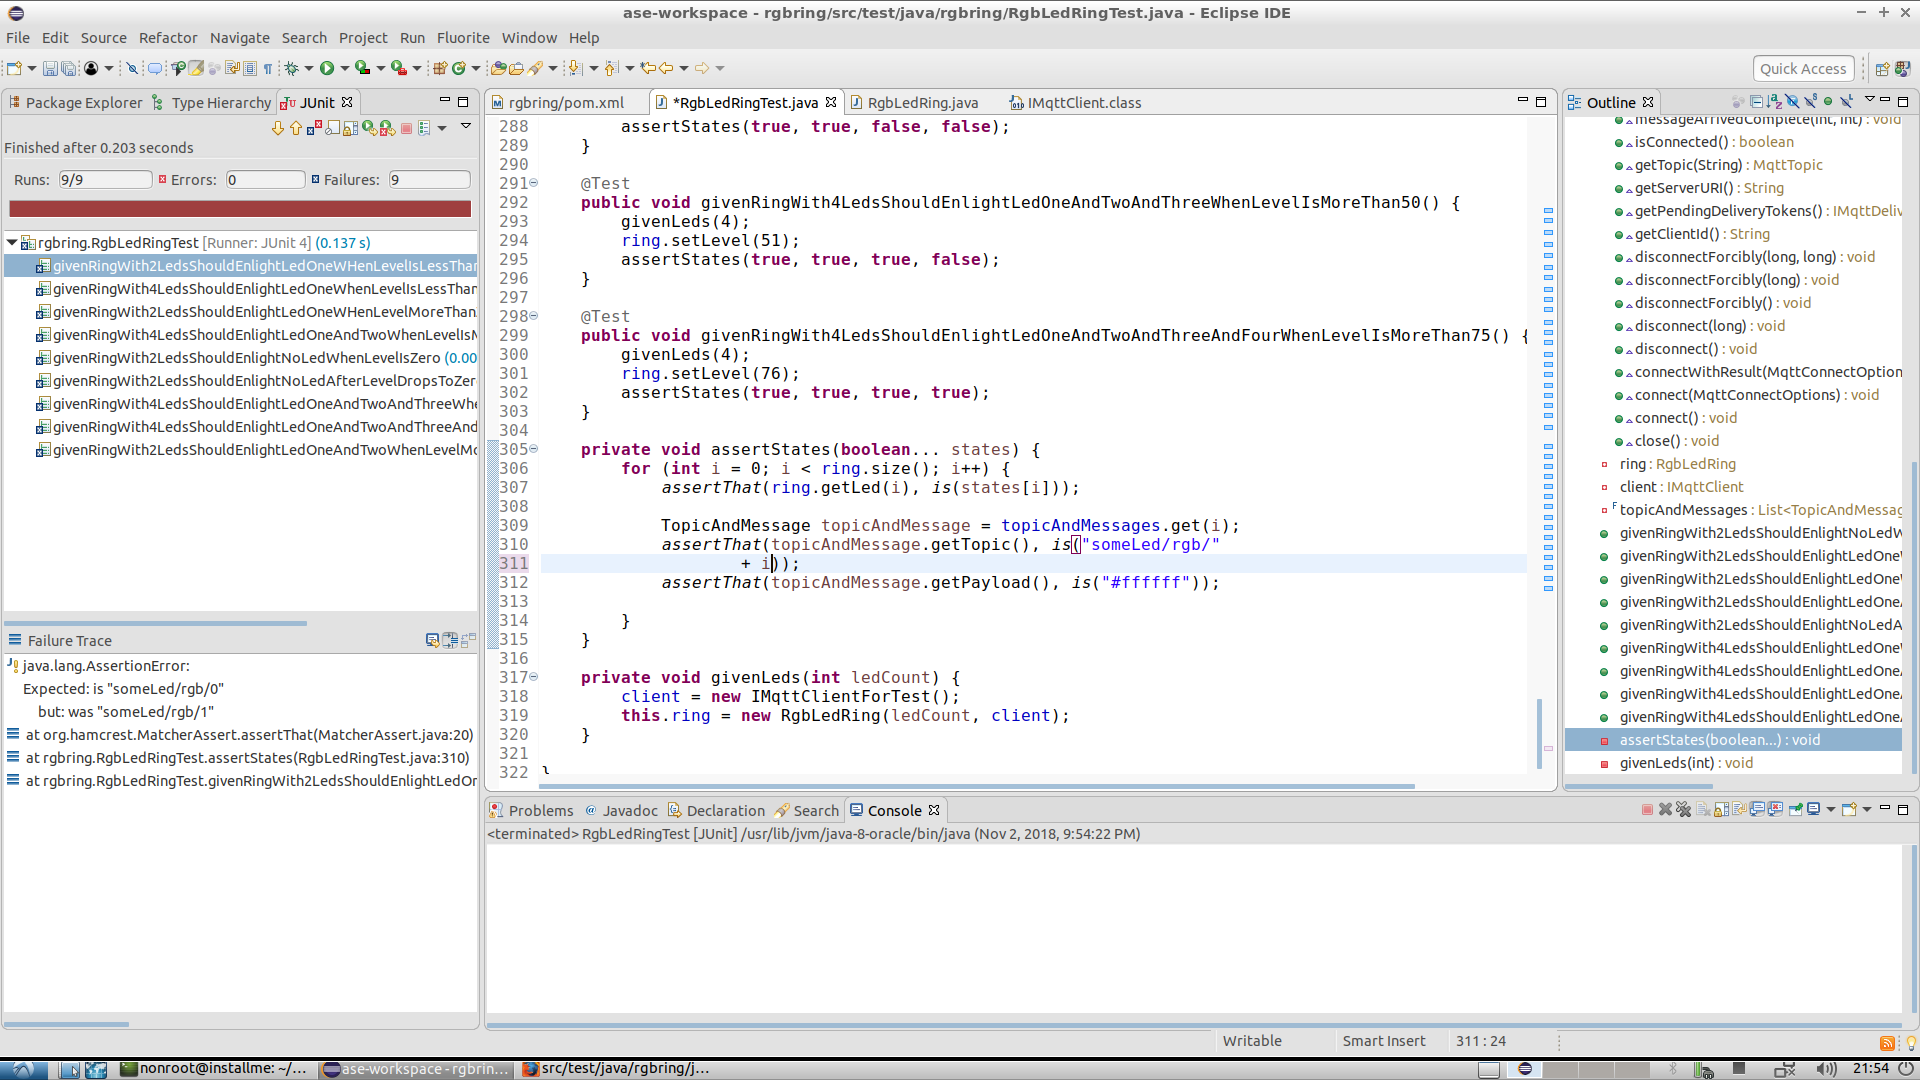 ase-workspace - rgbring/src/test/java/rgbring/RgbLedRingTest.java - Eclipse IDE
File Edit Source Refactor Navigate Search Project Run Fluorite Window Help
Quick Access
Package Explorer Type Hierarchy JUnit
Finished after 0.203 seconds
Runs: 9/9 Errors: 0 Failures: 9
rgbring.RgbLedRingTest [Runner: JUnit 4] (0.137 s)
givenRingWith2LedsShouldEnlightLedOneWHenLevelIsLessThan
givenRingWith4LedsShouldEnlightLedOneWhenLevelIsLessThan
givenRingWith2LedsShouldEnlightLedOneWHenLevelMoreThan
givenRingWith4LedsShouldEnlightLedOneAndTwoWhenLevelIsM
givenRingWith2LedsShouldEnlightNoLedWhenLevelIsZero (0.00
givenRingWith2LedsShouldEnlightNoLedAfterLevelDropsToZer
givenRingWith4LedsShouldEnlightLedOneAndTwoAndThreeWhe
givenRingWith4LedsShouldEnlightLedOneAndTwoAndThreeAnd
givenRingWith2LedsShouldEnlightLedOneAndTwoWhenLevelMo
Failure Trace
java.lang.AssertionError:
Expected: is "someLed/rgb/0"
but: was "someLed/rgb/1"
at org.hamcrest.MatcherAssert.assertThat(MatcherAssert.java:20)
at rgbring.RgbLedRingTest.assertStates(RgbLedRingTest.java:310)
at rgbring.RgbLedRingTest.givenRingWith2LedsShouldEnlightLedOn
rgbring/pom.xml *RgbLedRingTest.java RgbLedRing.java IMqttClient.class
288 assertStates(true, true, false, false);
289 }
290
291 @Test
292 public void givenRingWith4LedsShouldEnlightLedOneAndTwoAndThreeWhenLevelIsMoreThan50() {
293 givenLeds(4);
294 ring.setLevel(51);
295 assertStates(true, true, true, false);
296 }
297
298 @Test
299 public void givenRingWith4LedsShouldEnlightLedOneAndTwoAndThreeAndFourWhenLevelIsMoreThan75() {
300 givenLeds(4);
301 ring.setLevel(76);
302 assertStates(true, true, true, true);
303 }
304
305 private void assertStates(boolean... states) {
306 for (int i = 0; i < ring.size(); i++) {
307 assertThat(ring.getLed(i), is(states[i]));
308
309 TopicAndMessage topicAndMessage = topicAndMessages.get(i);
310 assertThat(topicAndMessage.getTopic(), is("someLed/rgb/"
311 + i));
312 assertThat(topicAndMessage.getPayload(), is("#ffffff"));
313
314 }
315 }
316
317 private void givenLeds(int ledCount) {
318 client = new IMqttClientForTest();
319 this.ring = new RgbLedRing(ledCount, client);
320 }
321
322 }
Outline
messageArrivedComplete(int, int) : void
isConnected() : boolean
getTopic(String) : MqttTopic
getServerURI() : String
getPendingDeliveryTokens() : IMqttDeliv
getClientId() : String
disconnectForcibly(long, long) : void
disconnectForcibly(long) : void
disconnectForcibly() : void
disconnect(long) : void
disconnect() : void
connectWithResult(MqttConnectOption
connect(MqttConnectOptions) : void
connect() : void
close() : void
ring : RgbLedRing
client : IMqttClient
F topicAndMessages : List<TopicAndMessag
givenRingWith2LedsShouldEnlightNoLedW
givenRingWith2LedsShouldEnlightLedOne
givenRingWith2LedsShouldEnlightLedOne
givenRingWith2LedsShouldEnlightLedOne
givenRingWith2LedsShouldEnlightNoLedA
givenRingWith4LedsShouldEnlightLedOne
givenRingWith4LedsShouldEnlightLedOne
givenRingWith4LedsShouldEnlightLedOne
givenRingWith4LedsShouldEnlightLedOne
assertStates(boolean...) : void
givenLeds(int) : void
Problems Javadoc Declaration Search Console
<terminated> RgbLedRingTest [JUnit] /usr/lib/jvm/java-8-oracle/bin/java (Nov 2, 2018, 9:54:22 PM)
Writable Smart Insert 311 : 24
nonroot@installme: ~/... ase-workspace - rgbrin... src/test/java/rgbring/j... 21:54